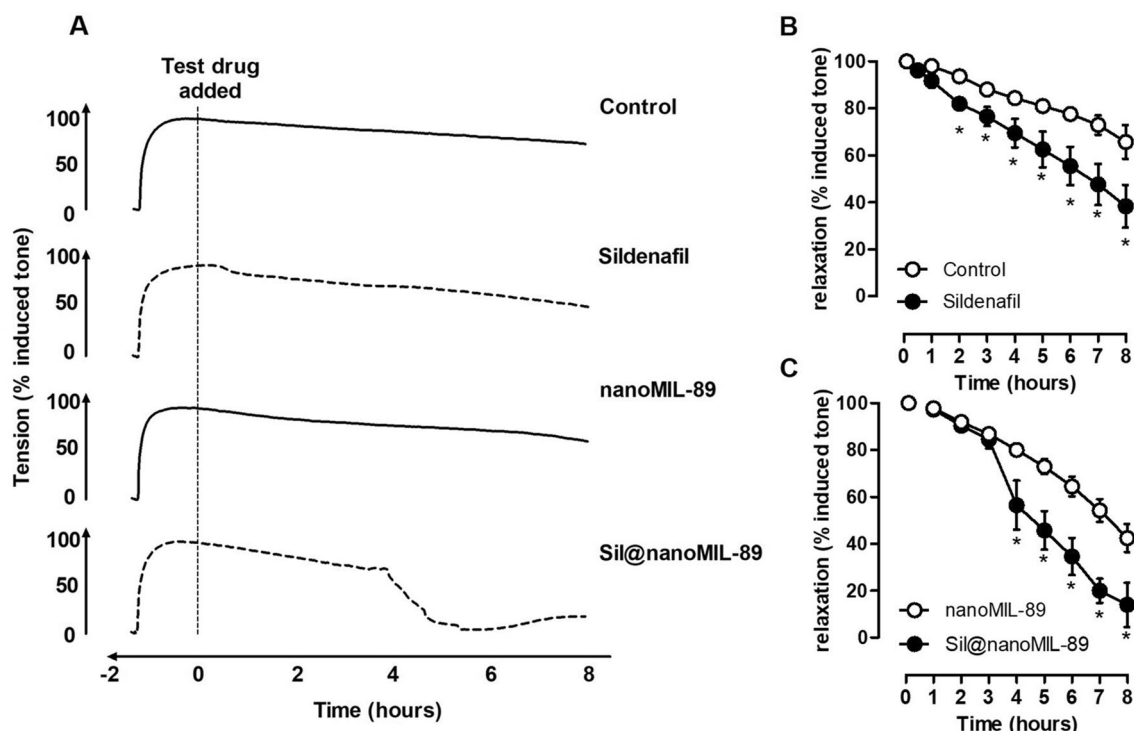 A
Test drug
added
Control
100
50
0
Sildenafil
100
50
0
nanoMIL-89
100
50
0
Sil@nanoMIL-89
100
50
0
Tension (% induced tone)
-2 0 2 4 6 8
Time (hours)
B
100
80
60
40
20
0
relaxation (% induced tone)
* * * * * * *
Control
Sildenafil
0 1 2 3 4 5 6 7 8
Time (hours)
C
100
80
60
40
20
0
relaxation (% induced tone)
* * * * *
nanoMIL-89
Sil@nanoMIL-89
0 1 2 3 4 5 6 7 8
Time (hours)